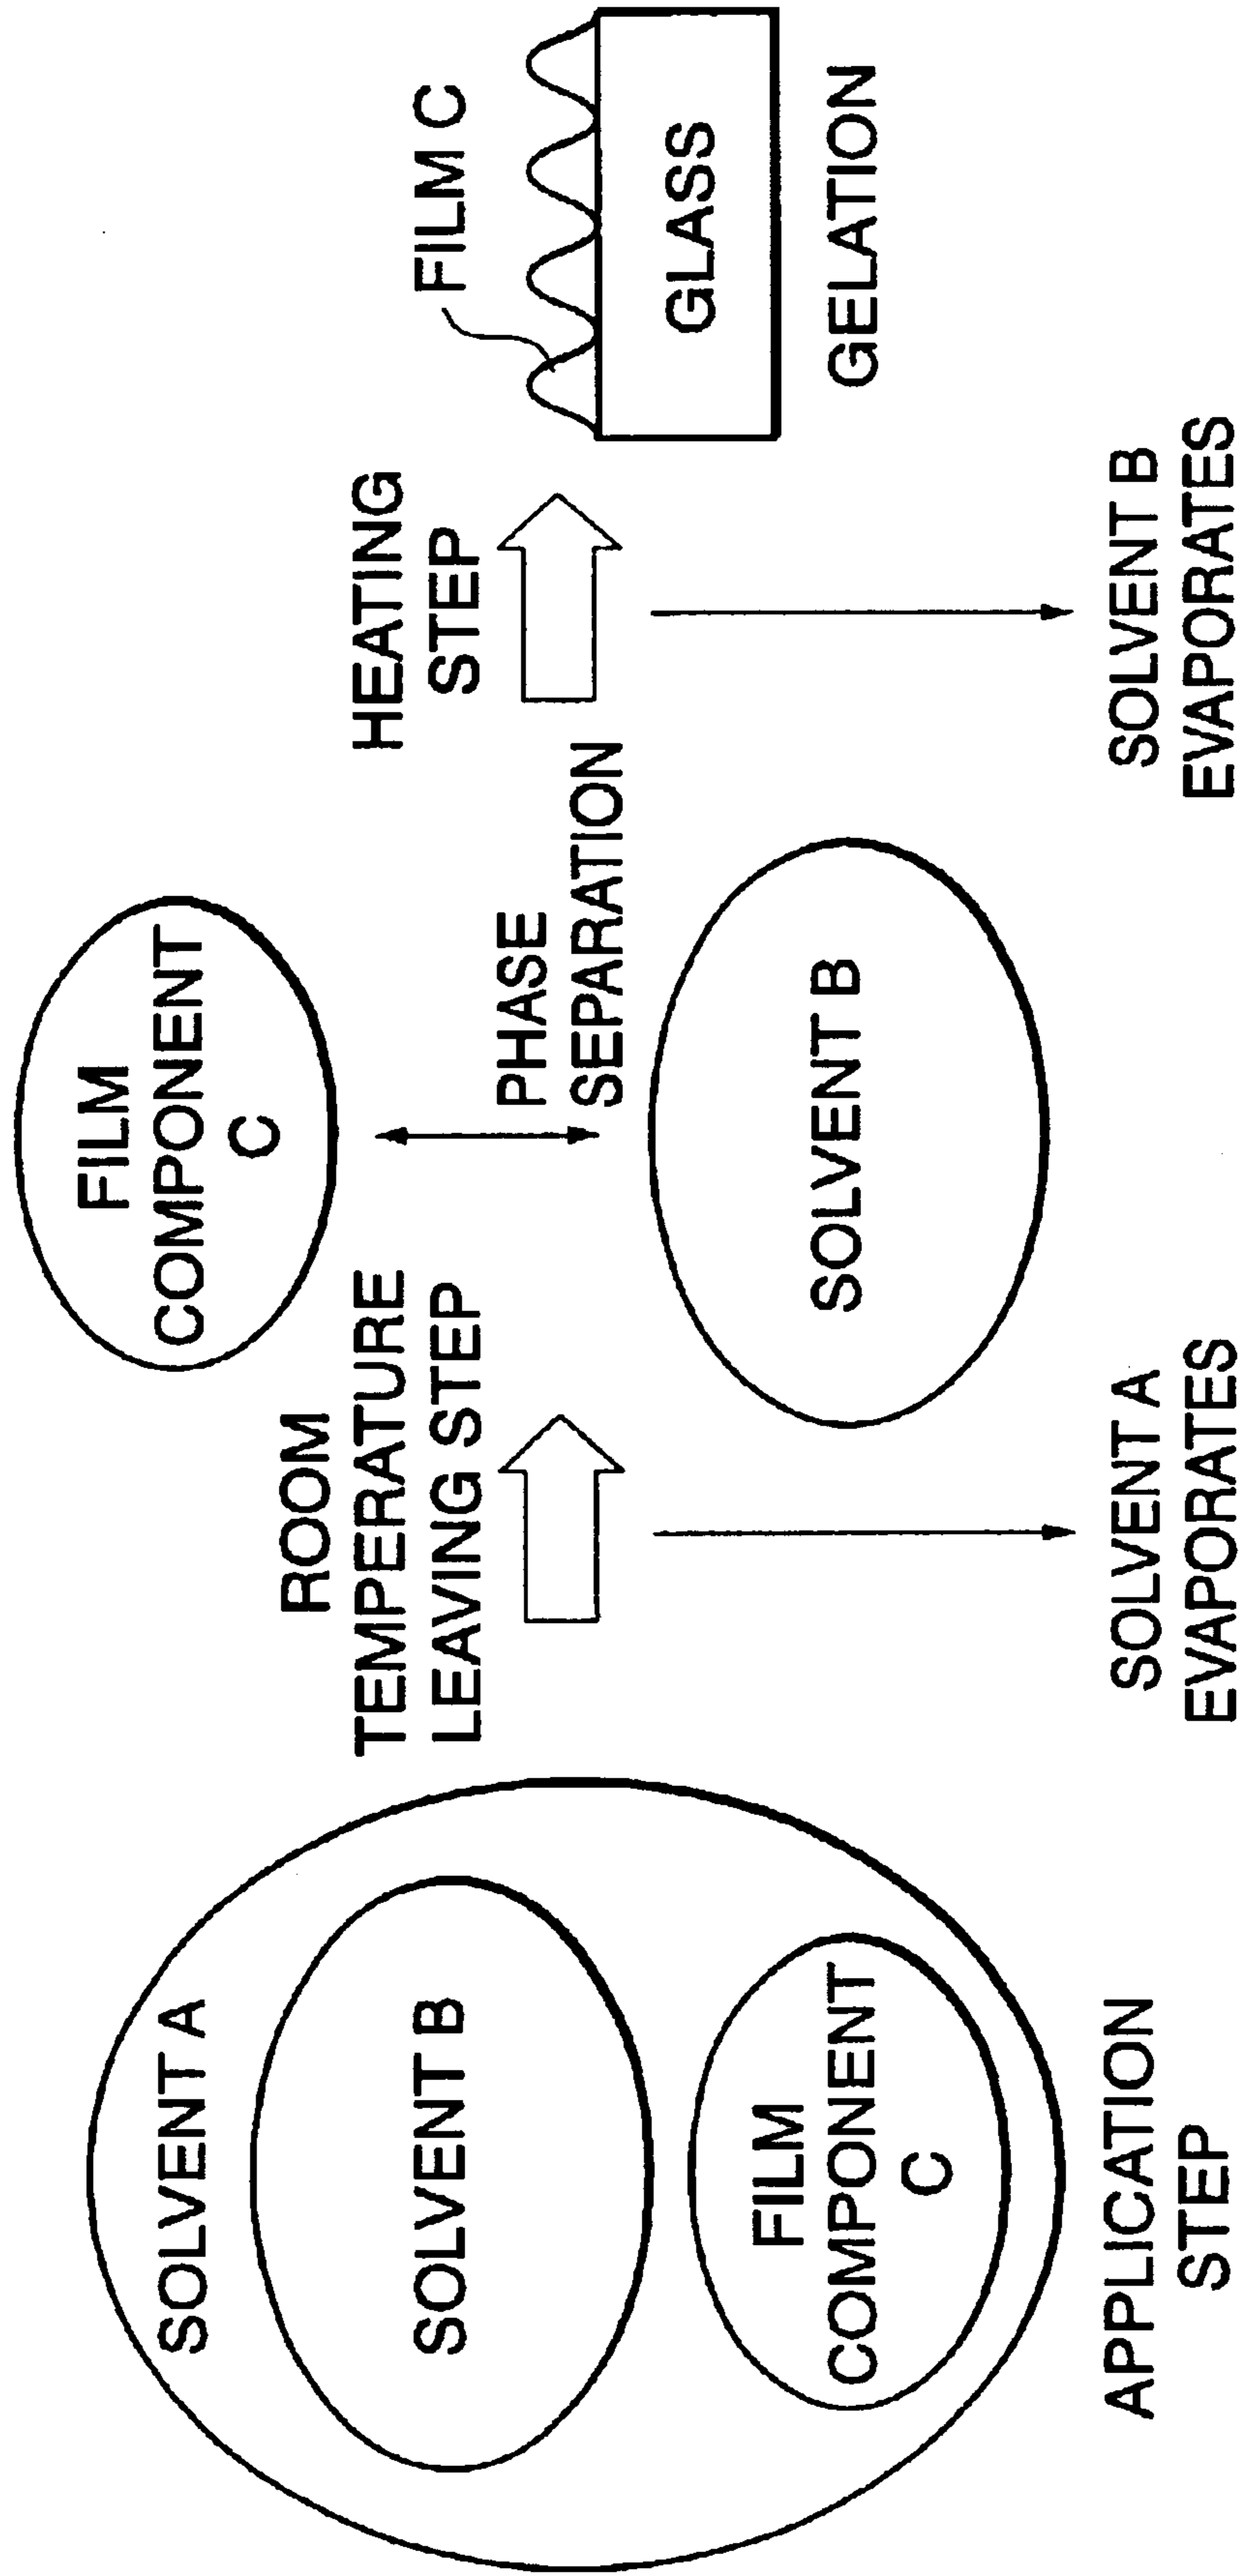 SOLVENT A
SOLVENT B
FILM
COMPONENT
C
APPLICATION
STEP
ROOM
TEMPERATURE
LEAVING STEP
SOLVENT A
EVAPORATES
FILM
COMPONENT
C
PHASE
SEPARATION
SOLVENT B
HEATING
STEP
SOLVENT B
EVAPORATES
FILM C
GLASS
GELATION